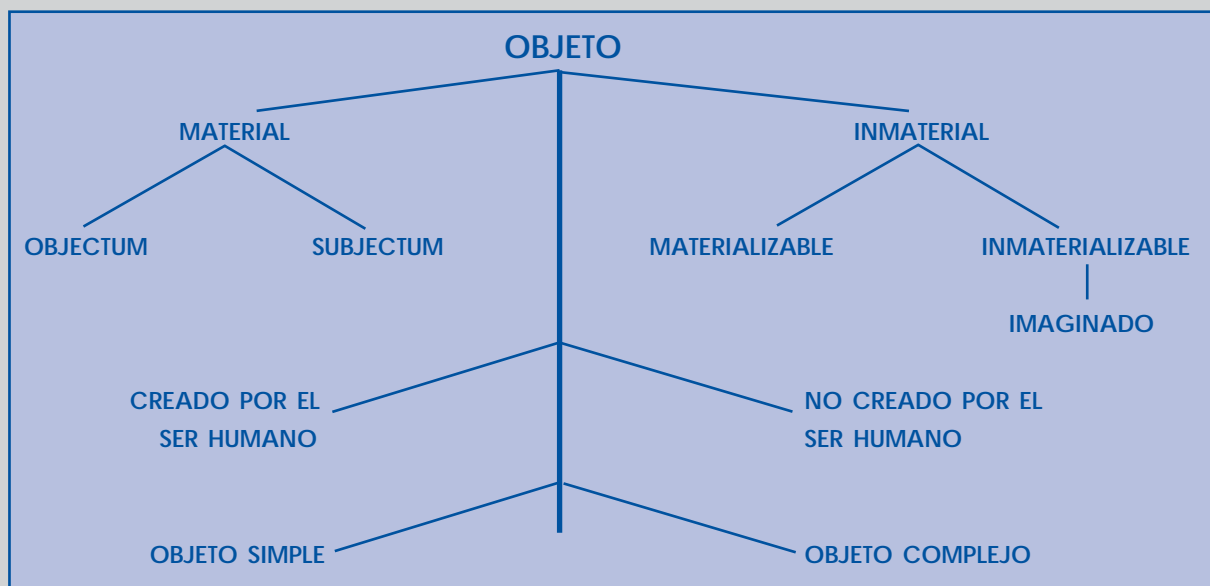 OBJETO
MATERIAL
INMATERIAL
OBJECTUM
SUBJECTUM
MATERIALIZABLE
INMATERIALIZABLE
IMAGINADO
CREADO POR EL
SER HUMANO
NO CREADO POR EL
SER HUMANO
OBJETO SIMPLE
OBJETO COMPLEJO